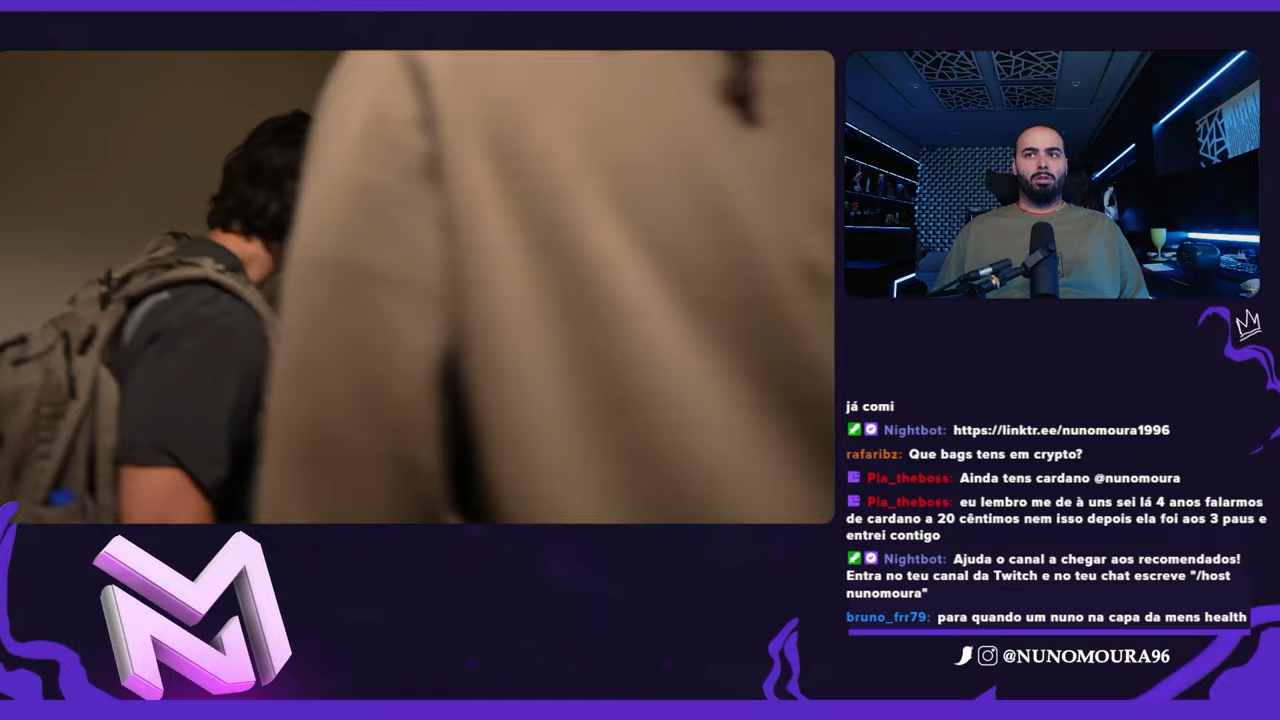 já comi
Nightbot: https://linktr.ee/nunomoura1996
rafaribz: Que bags tens em crypto?
Pia_theboss: Ainda tens cardano @nunomoura
Pia_theboss: eu lembro me de à uns sei lá 4 anos falarmos
de cardano a 20 cêntimos nem isso depois ela foi aos 3 paus e
entrei contigo
Nightbot: Ajuda o canal a chegar aos recomendados!
Entra no teu canal da Twitch e no teu chat escreve "/host
nunomoura"
bruno_frr79: para quando um nuno na capa da mens health
@NUNOMOURA96